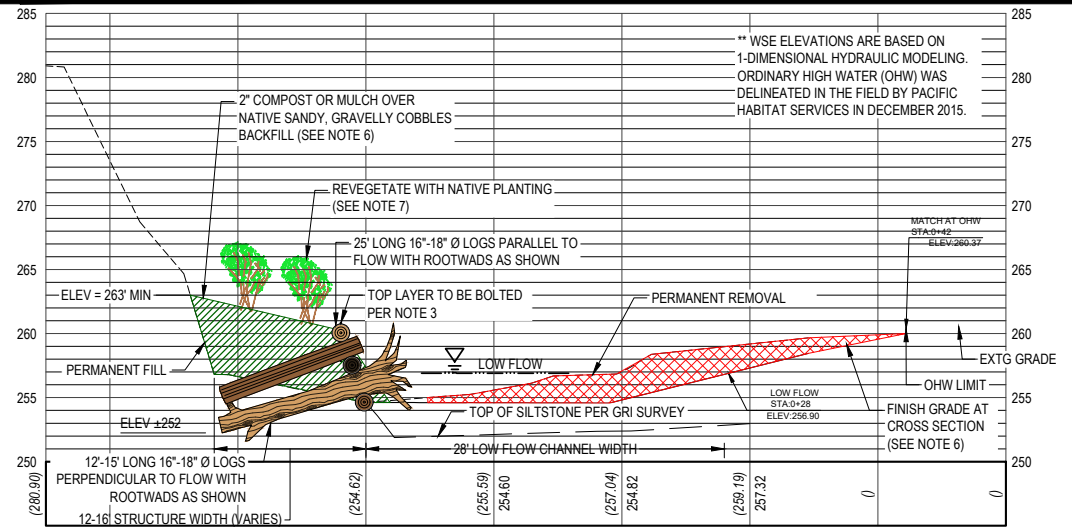 285
285
** WSE ELEVATIONS ARE BASED ON
1-DIMENSIONAL HYDRAULIC MODELING.
ORDINARY HIGH WATER (OHW) WAS
DELINEATED IN THE FIELD BY PACIFIC
HABITAT SERVICES IN DECEMBER 2015.
280
280
2" COMPOST OR MULCH OVER
NATIVE SANDY, GRAVELLY COBBLES
BACKFILL (SEE NOTE 6)
275
275
REVEGETATE WITH NATIVE PLANTING
(SEE NOTE 7)
270
270
MATCH AT OHW
STA:0+42
ELEV:260.37
25' LONG 16"-18" Ø LOGS PARALLEL TO
FLOW WITH ROOTWADS AS SHOWN
265
265
ELEV = 263' MIN
TOP LAYER TO BE BOLTED
PER NOTE 3
PERMANENT REMOVAL
260
260
EXTG GRADE
PERMANENT FILL
LOW FLOW
OHW LIMIT
LOW FLOW
STA:0+28
ELEV:256.90
255
255
TOP OF SILTSTONE PER GRI SURVEY
FINISH GRADE AT
CROSS SECTION
(SEE NOTE 6)
ELEV ±252
28' LOW FLOW CHANNEL WIDTH
250
250
12'-15' LONG 16"-18" Ø LOGS
PERPENDICULAR TO FLOW WITH
ROOTWADS AS SHOWN
12-16' STRUCTURE WIDTH (VARIES)
(280.90)
(254.62)
(255.59)
254.60
(257.04)
254.82
(259.19)
257.32
()
()